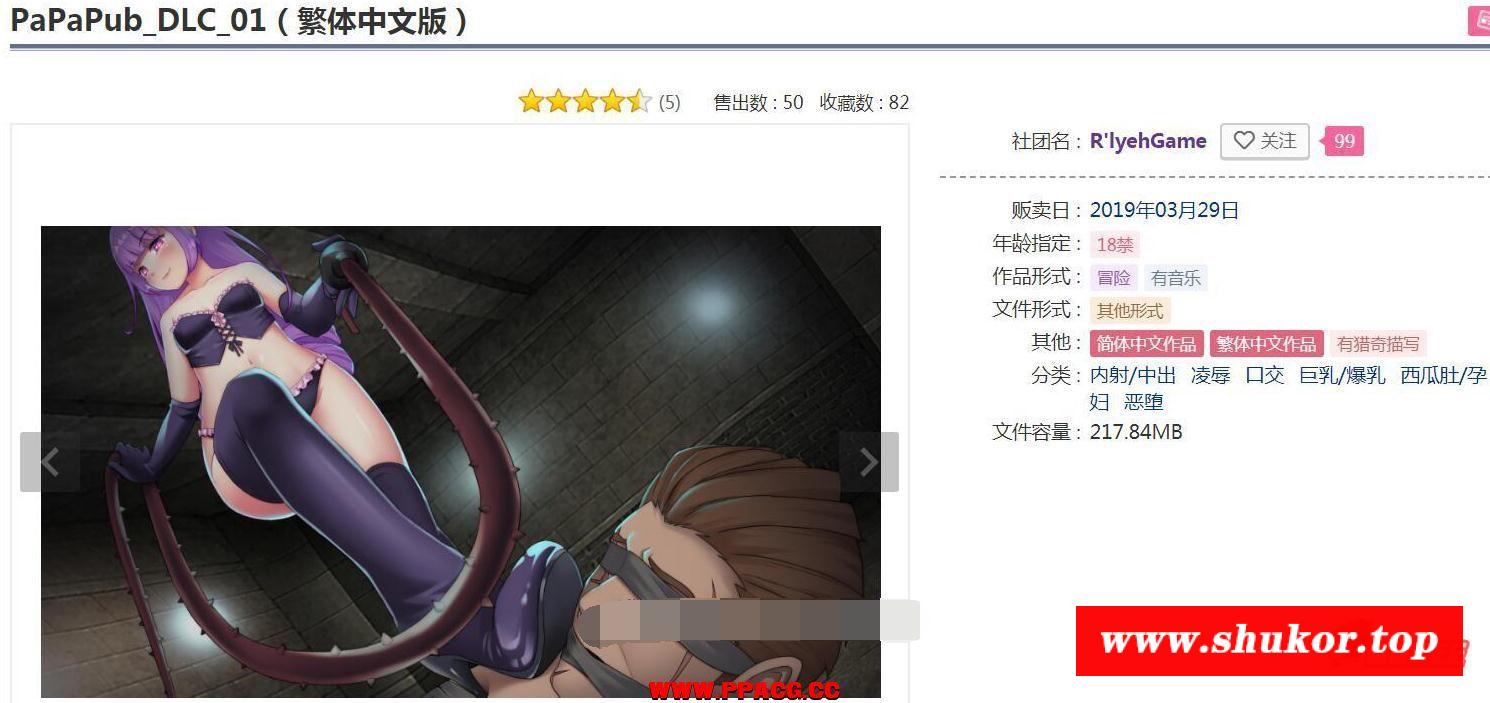 PaPaPub_DLC_01 ( 繁体中文版 )
(5) 售出数 : 50 收藏数 : 82
社团名 : R'lyehGame 关注 99
贩卖日 : 2019年03月29日
年龄指定 : 18禁
作品形式 : 冒险 有音乐
文件形式 : 其他形式
其他 : 简体中文作品 繁体中文作品 有猎奇描写
分类 : 内射/中出 凌辱 口交 巨乳/爆乳 西瓜肚/孕
妇 恶堕
文件容量 : 217.84MB
www.shukor.top
WWW.PPACG.CC